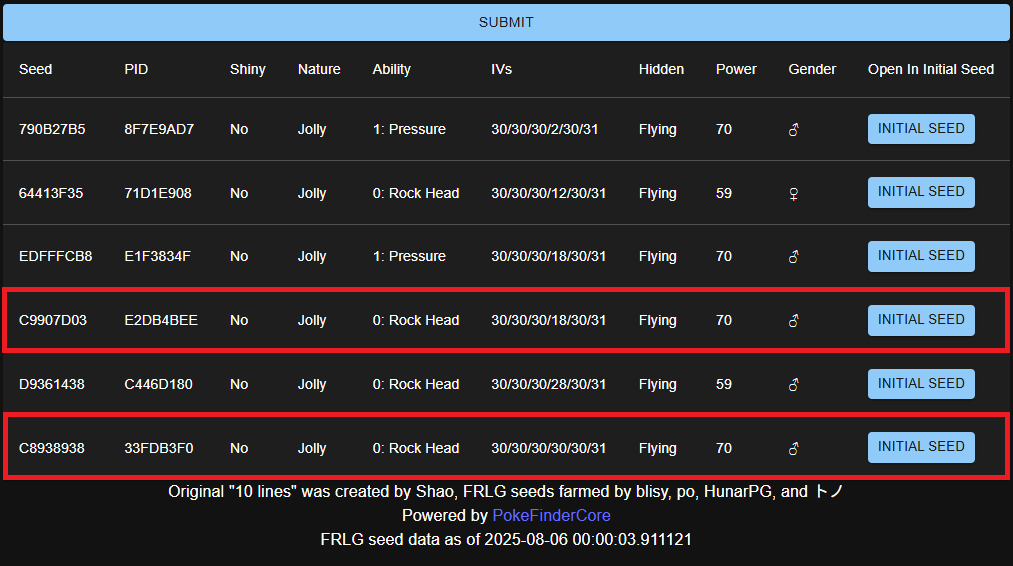 SUBMIT
Seed PID Shiny Nature Ability IVs Hidden Power Gender Open In Initial Seed
790B27B5 8F7E9AD7 No Jolly 1: Pressure 30/30/30/2/30/31 Flying 70 ♂ INITIAL SEED
64413F35 71D1E908 No Jolly 0: Rock Head 30/30/30/12/30/31 Flying 59 ♀ INITIAL SEED
EDFFFCB8 E1F3834F No Jolly 1: Pressure 30/30/30/18/30/31 Flying 70 ♂ INITIAL SEED
C9907D03 E2DB4BEE No Jolly 0: Rock Head 30/30/30/18/30/31 Flying 70 ♂ INITIAL SEED
D9361438 C446D180 No Jolly 0: Rock Head 30/30/30/28/30/31 Flying 59 ♂ INITIAL SEED
C8938938 33FDB3F0 No Jolly 0: Rock Head 30/30/30/30/30/31 Flying 70 ♂ INITIAL SEED
Original "10 lines" was created by Shao, FRLG seeds farmed by blisy, po, HunarPG, and トノ
Powered by PokeFinderCore
FRLG seed data as of 2025-08-06 00:00:03.911121